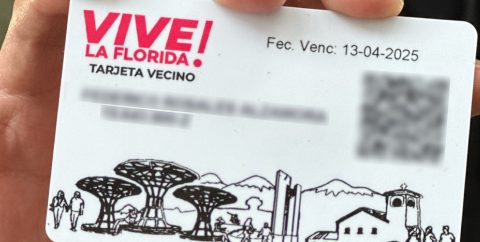 VIVE!
LA FLORIDA
TARJETA VECINO
Fec. Venc: 13-04-2025